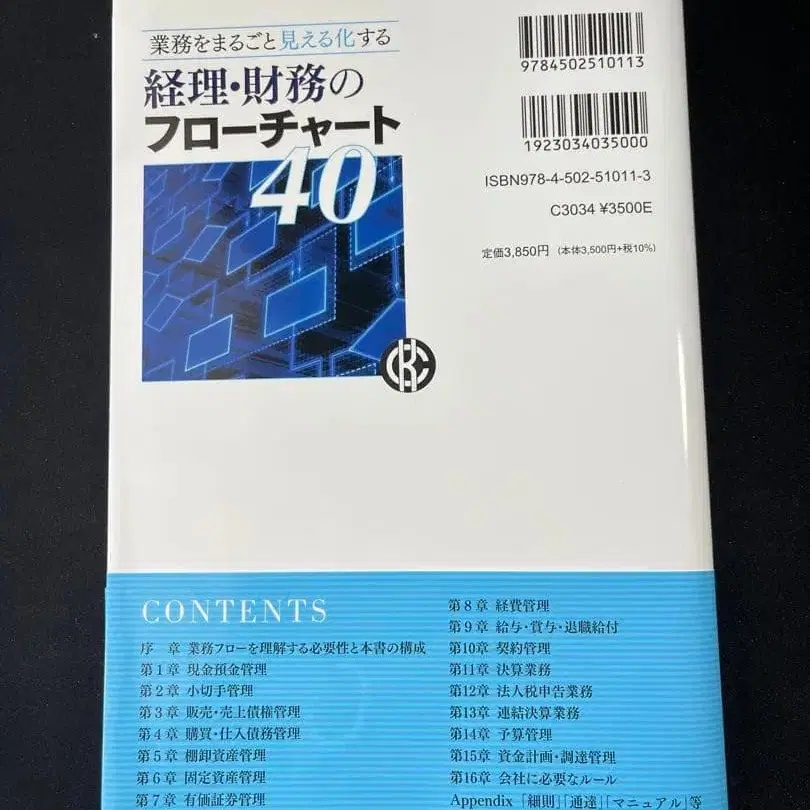 業務をまるごと見える化する
経理・財務の
フローチャート
40
9784502510113
1923034035000
ISBN978-4-502-51011-3
C3034 ¥3500E
定価3,850円 (本体3,500円+税10%)
CONTENTS
序 章 業務フローを理解する必要性と本書の構成
第1章 現金預金管理
第2章 小切手管理
第3章 販売・売上債権管理
第4章 購買・仕入債務管理
第5章 棚卸資産管理
第6章 固定資産管理
第7章 有価証券管理
第8章 経費管理
第9章 給与・賞与・退職給付
第10章 契約管理
第11章 決算業務
第12章 法人税申告業務
第13章 連結決算業務
第14章 予算管理
第15章 資金計画・調達管理
第16章 会社に必要なルール
Appendix 「細則」「通達」「マニュアル」等